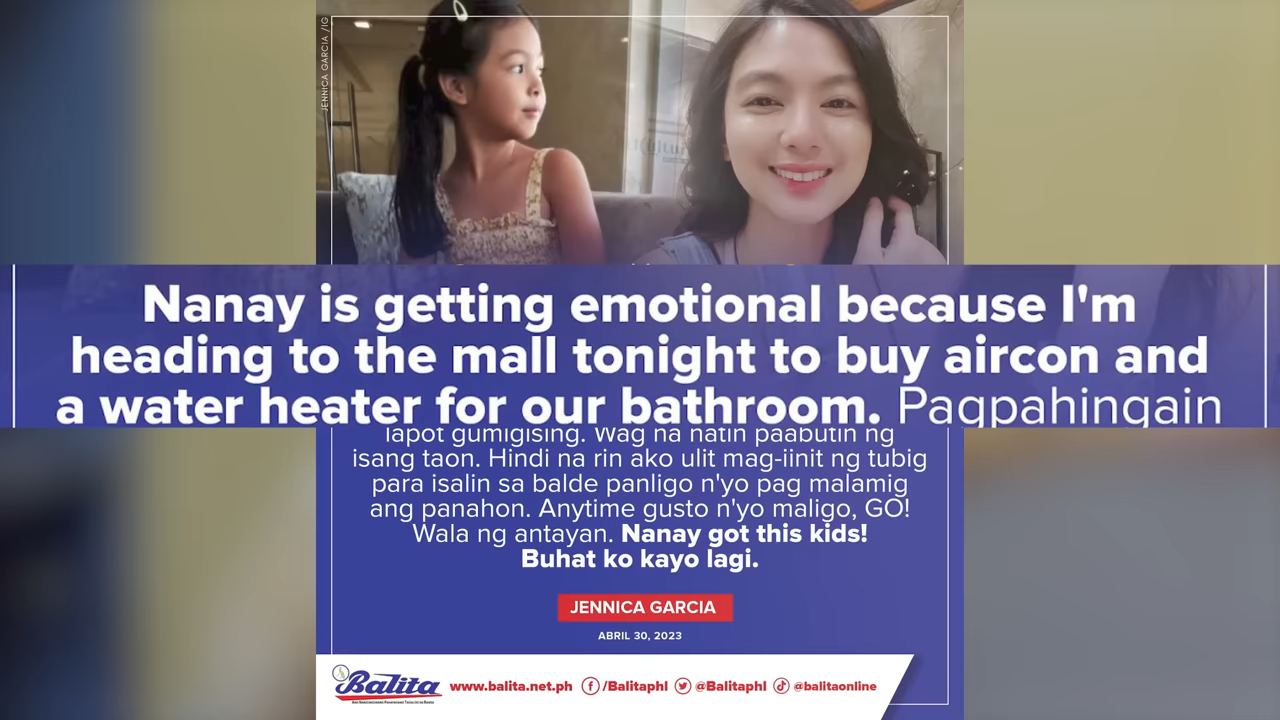 JENNICA GARCIA /IG
Nanay is getting emotional because I'm
heading to the mall tonight to buy aircon and
a water heater for our bathroom. Pagpahingain
lapot gumigising. Wag na natin paabutin ng
isang taon. Hindi na rin ako ulit mag-iinit ng tubig
para isalin sa balde panligo n'yo pag malamig
ang panahon. Anytime gusto n'yo maligo, GO!
Wala ng antayan. Nanay got this kids!
Buhat ko kayo lagi.
JENNICA GARCIA
ABRIL 30, 2023
Balita
www.balita.net.ph /Balitaphl @Balitaphl @balitaonline